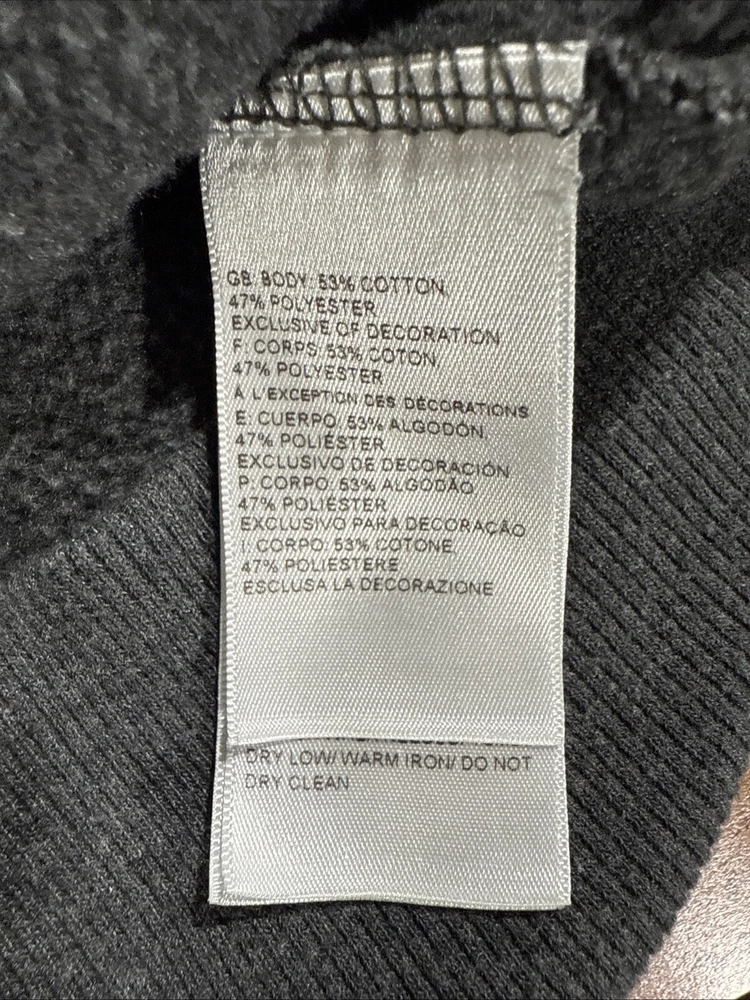 GB: BODY: 53% COTTON,
47% POLYESTER
EXCLUSIVE OF DECORATION
F: CORPS: 53% COTON,
47% POLYESTER
À L'EXCEPTION DES DÉCORATIONS
E: CUERPO: 53% ALGODÓN,
47% POLIÉSTER
EXCLUSIVO DE DECORACIÓN
P: CORPO: 53% ALGODÃO
47% POLIÉSTER
EXCLUSIVO PARA DECORAÇÃO
I: CORPO: 53% COTONE,
47% POLIESTERE
ESCLUSA LA DECORAZIONE
DRY LOW/ WARM IRON/ DO NOT
DRY CLEAN